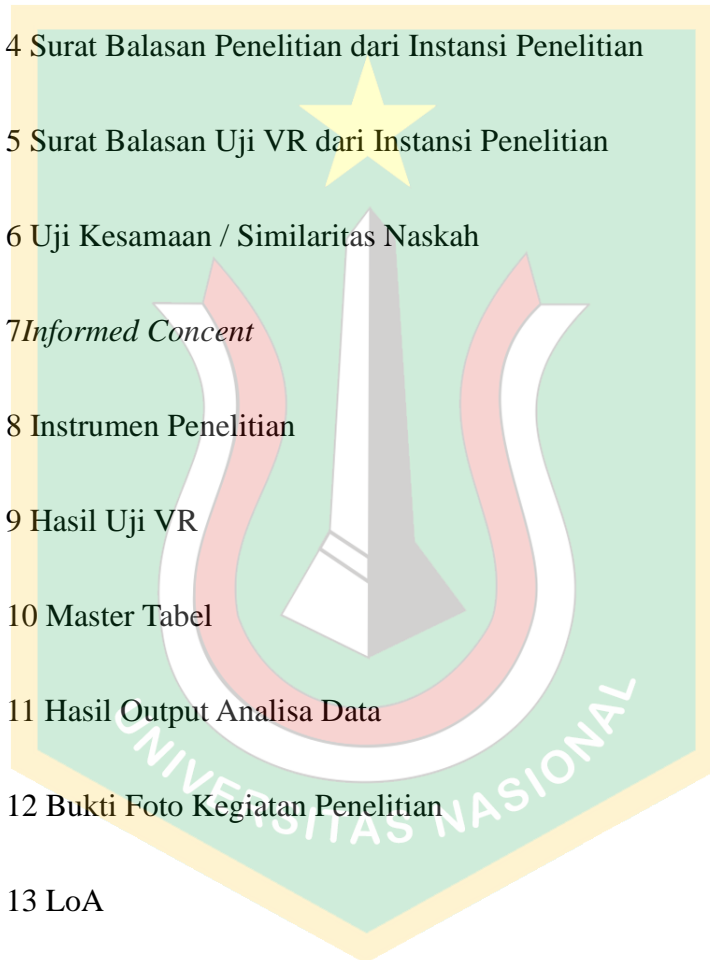 4 Surat Balasan Penelitian dari Instansi Penelitian
5 Surat Balasan Uji VR dari Instansi Penelitian
6 Uji Kesamaan / Similaritas Naskah
7Informed Concent
8 Instrumen Penelitian
9 Hasil Uji VR
10 Master Tabel
11 Hasil Output Analisa Data
12 Bukti Foto Kegiatan Penelitian
13 LoA
UNIVERSITAS NASIONAL